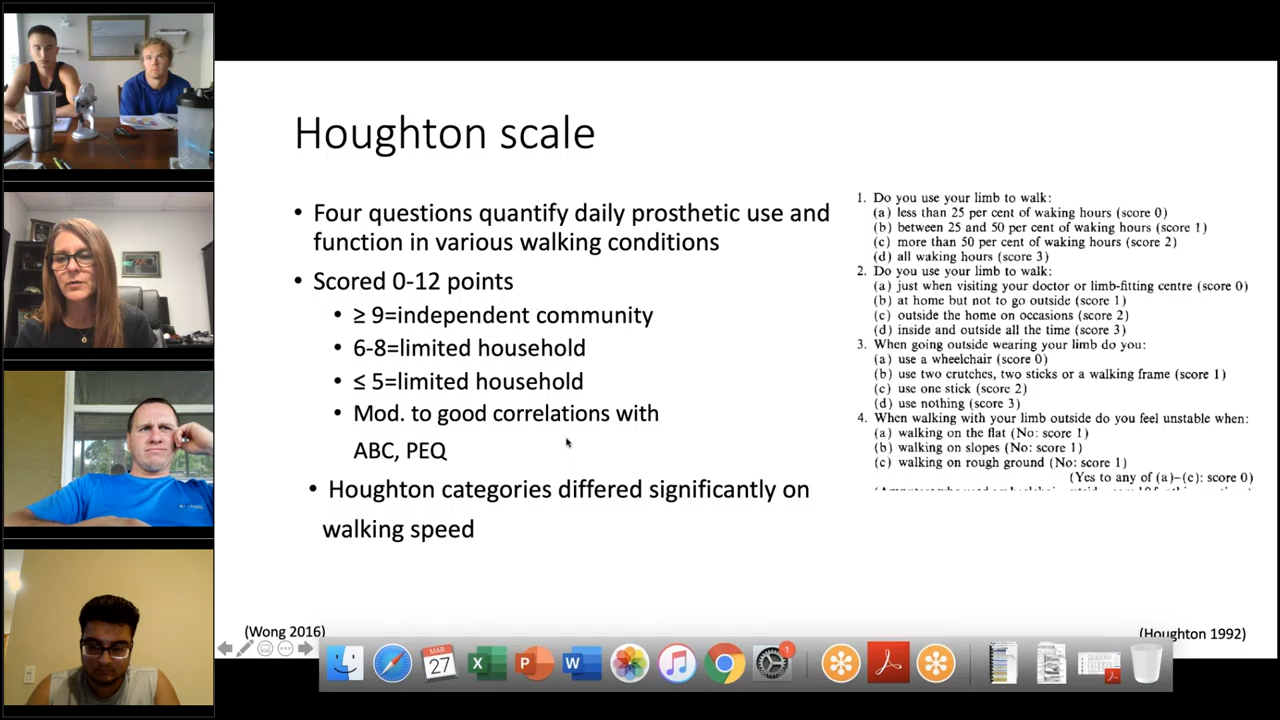 Houghton scale
• Four questions quantify daily prosthetic use and
function in various walking conditions
• Scored 0-12 points
• ≥ 9=independent community
• 6-8=limited household
• ≤ 5=limited household
• Mod. to good correlations with
ABC, PEQ
• Houghton categories differed significantly on
walking speed
(Wong 2016)
1. Do you use your limb to walk:
(a) less than 25 per cent of waking hours (score 0)
(b) between 25 and 50 per cent of waking hours (score 1)
(c) more than 50 per cent of waking hours (score 2)
(d) all waking hours (score 3)
2. Do you use your limb to walk:
(a) just when visiting your doctor or limb-fitting centre (score 0)
(b) at home but not to go outside (score 1)
(c) outside the home on occasions (score 2)
(d) inside and outside all the time (score 3)
3. When going outside wearing your limb do you:
(a) use a wheelchair (score 0)
(b) use two crutches, two sticks or a walking frame (score 1)
(c) use one stick (score 2)
(d) use nothing (score 3)
4. When walking with your limb outside do you feel unstable when:
(a) walking on the flat (No: score 1)
(b) walking on slopes (No: score 1)
(c) walking on rough ground (No: score 1)
(Yes to any of (a)–(c): score 0)
(Houghton 1992)
MAR
27
X
P
W
1